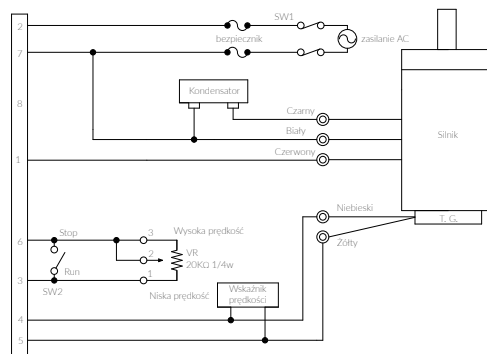 2
SW1
bezpiecznik
zasilanie AC
7
Kondensator
8
Czarny
Biały
Silnik
1
Czerwony
Niebieski
T. G.
Żółty
6
Stop
3
Wysoka prędkość
2
VR
20KΩ 1/4w
Run
1
3
SW2
Niska prędkość
Wskaźnik
prędkości
4
5